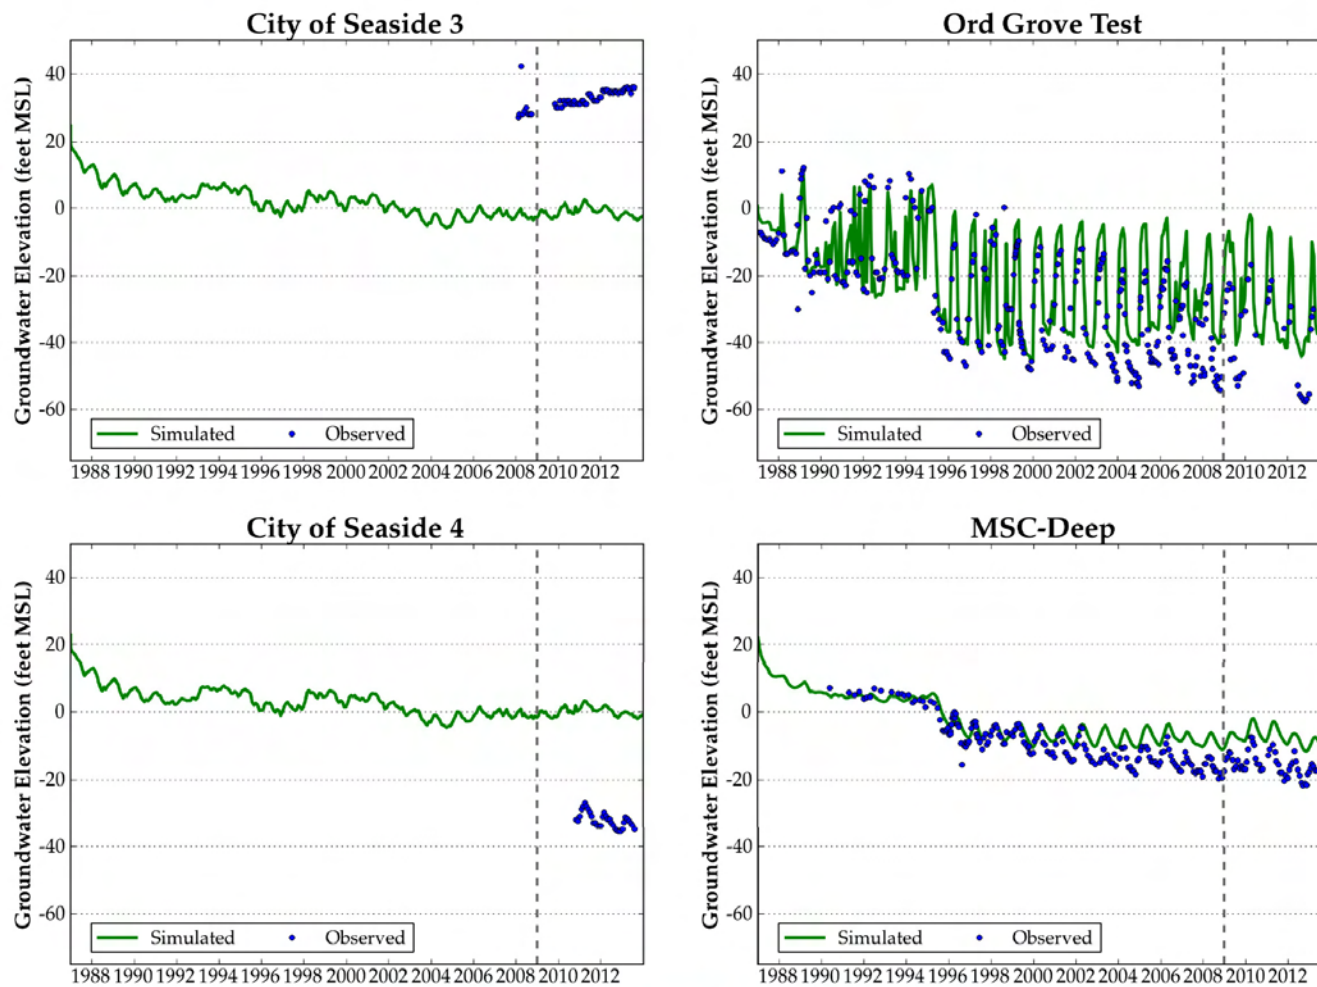 City of Seaside 3
Groundwater Elevation (feet MSL)
40
20
0
-20
-40
-60
Simulated Observed
1988 1990 1992 1994 1996 1998 2000 2002 2004 2006 2008 2010 2012
Ord Grove Test
Groundwater Elevation (feet MSL)
40
20
0
-20
-40
-60
Simulated Observed
1988 1990 1992 1994 1996 1998 2000 2002 2004 2006 2008 2010 2012
City of Seaside 4
Groundwater Elevation (feet MSL)
40
20
0
-20
-40
-60
Simulated Observed
1988 1990 1992 1994 1996 1998 2000 2002 2004 2006 2008 2010 2012
MSC-Deep
Groundwater Elevation (feet MSL)
40
20
0
-20
-40
-60
Simulated Observed
1988 1990 1992 1994 1996 1998 2000 2002 2004 2006 2008 2010 2012